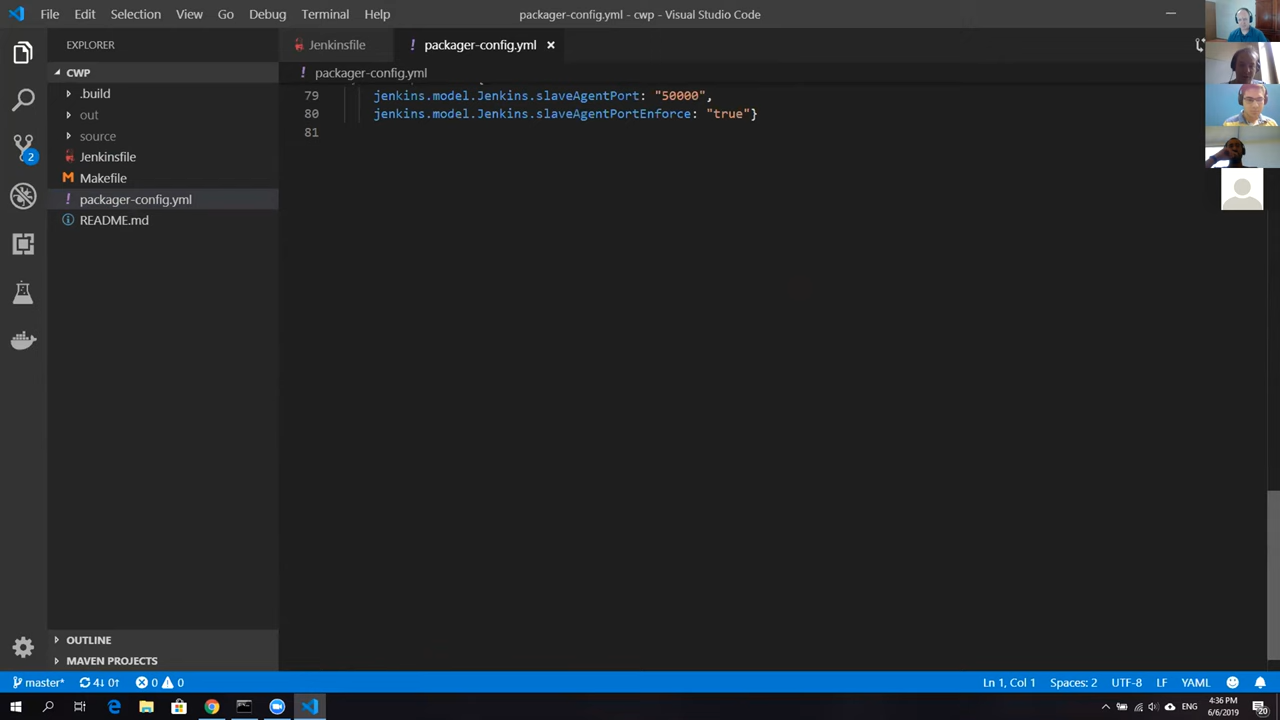 File Edit Selection View Go Debug Terminal Help packager-config.yml - cwp - Visual Studio Code
EXPLORER
CWP
.build
out
source
Jenkinsfile
M Makefile
! packager-config.yml
README.md
OUTLINE
MAVEN PROJECTS
2
Jenkinsfile ! packager-config.yml ×
! packager-config.yml
79 jenkins.model.Jenkins.slaveAgentPort: "50000",
80 jenkins.model.Jenkins.slaveAgentPortEnforce: "true"}
81
master* 4↓ 0↑ 0 0 Ln 1, Col 1 Spaces: 2 UTF-8 LF YAML
ENG 4:36 PM
6/6/2019
20